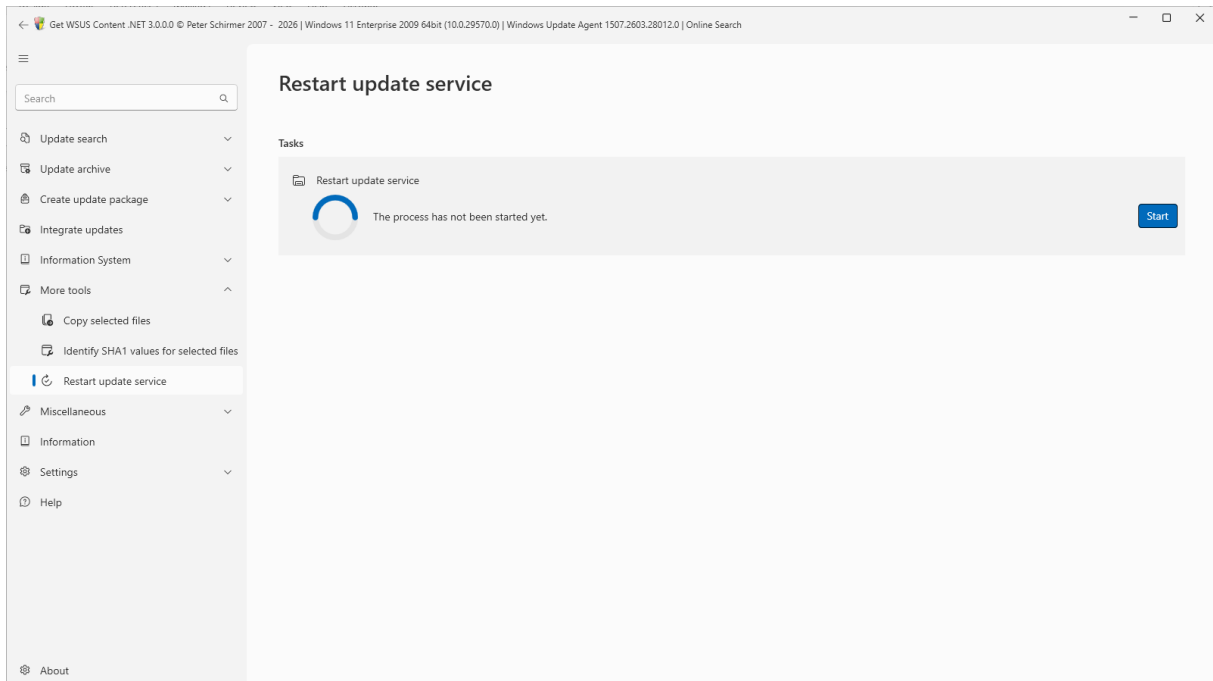 Get WSUS Content .NET 3.0.0.0 © Peter Schirmer 2007 - 2026 | Windows 11 Enterprise 2009 64bit (10.0.29570.0) | Windows Update Agent 1507.2603.28012.0 | Online Search
Search
Update search
Update archive
Create update package
Integrate updates
Information System
More tools
Copy selected files
Identify SHA1 values for selected files
Restart update service
Miscellaneous
Information
Settings
Help
About
Restart update service
Tasks
Restart update service
The process has not been started yet.
Start